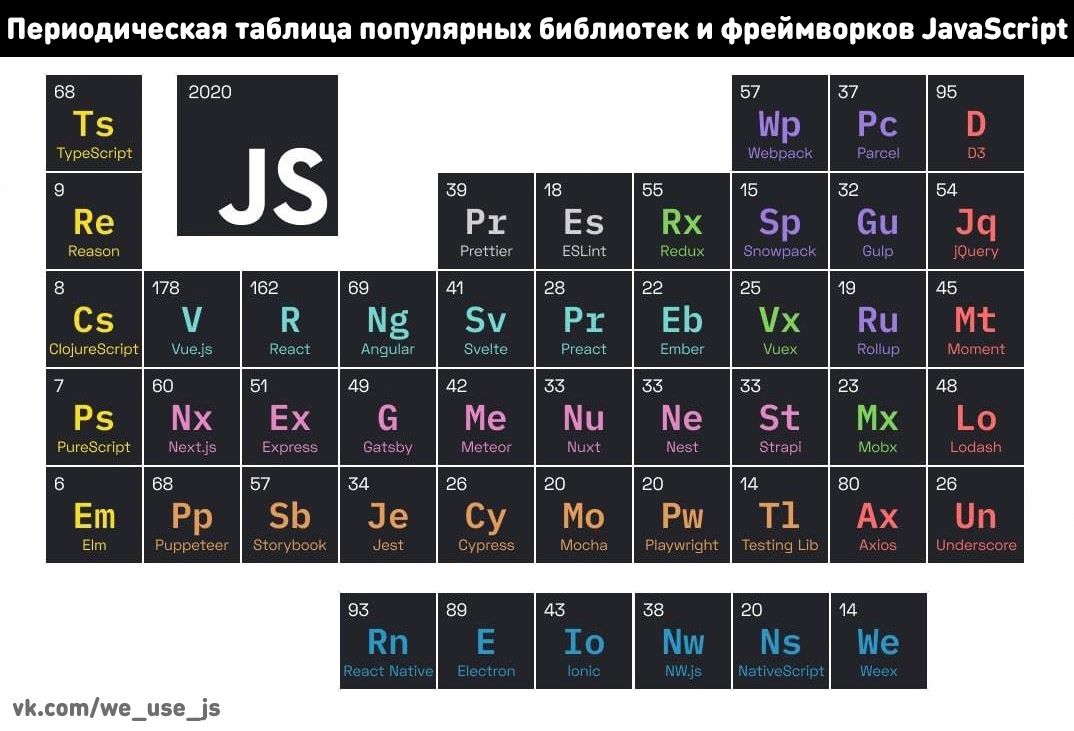 Периодическая таблица популярных библиотек и фреймворков JavaScript
68
Ts
TypeScript
2020
JS
57
Wp
Webpack
37
Pc
Parcel
95
D
D3
9
Re
Reason
39
Pr
Prettier
18
Es
ESLint
55
Rx
Redux
15
Sp
Snowpack
32
Gu
Gulp
54
Jq
jQuery
8
Cs
ClojureScript
178
V
Vue.js
162
R
React
69
Ng
Angular
41
Sv
Svelte
28
Pr
Preact
22
Eb
Ember
25
Vx
Vuex
19
Ru
Rollup
45
Mt
Moment
7
Ps
PureScript
60
Nx
Next.js
51
Ex
Express
49
G
Gatsby
42
Me
Meteor
33
Nu
Nuxt
33
Ne
Nest
33
St
Strapi
23
Mx
Mobx
48
Lo
Lodash
6
Em
Elm
68
Pp
Puppeteer
57
Sb
Storybook
34
Je
Jest
26
Cy
Cypress
20
Mo
Mocha
20
Pw
Playwright
14
Tl
Testing Lib
80
Ax
Axios
26
Un
Underscore
93
Rn
React Native
89
E
Electron
43
Io
Ionic
38
Nw
NW.js
20
Ns
NativeScript
14
We
Weex
vk.com/we_use_js